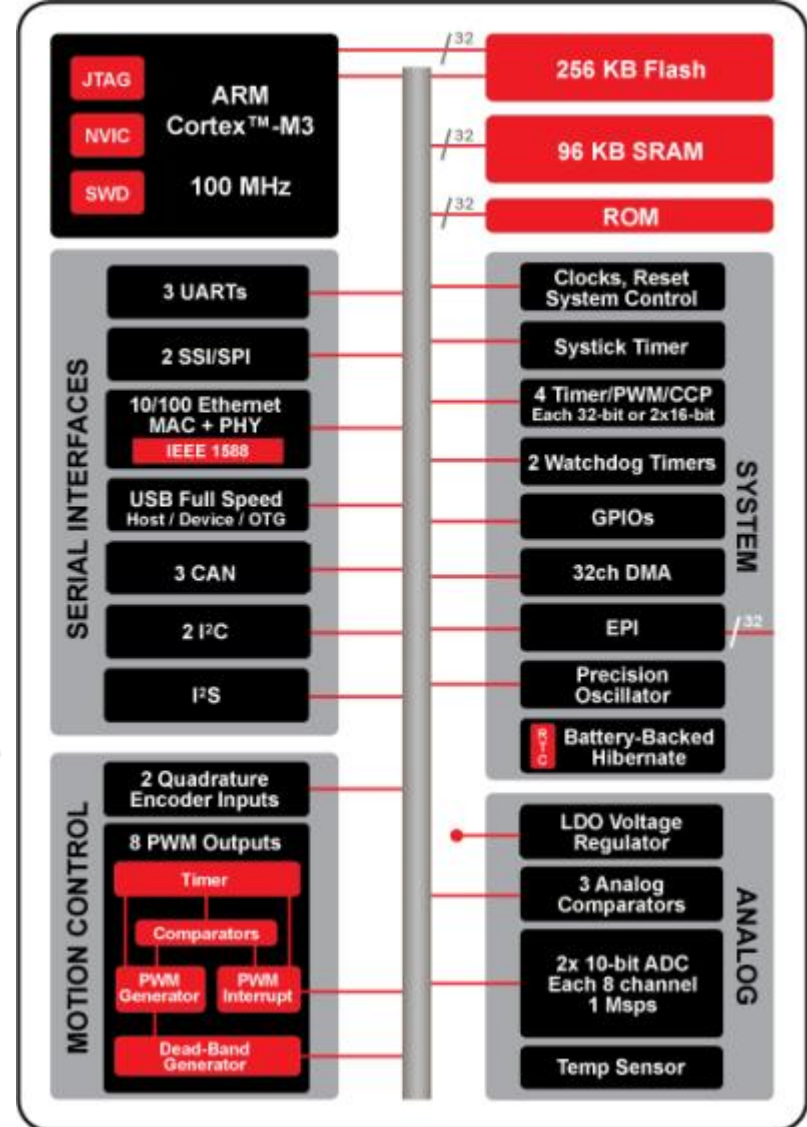 JTAG
NVIC
SWD
ARM
Cortex™-M3
100 MHz
32
256 KB Flash
32
96 KB SRAM
32
ROM
SERIAL INTERFACES
3 UARTs
2 SSI/SPI
10/100 Ethernet
MAC + PHY
IEEE 1588
USB Full Speed
Host / Device / OTG
3 CAN
2 I²C
I²S
SYSTEM
Clocks, Reset
System Control
Systick Timer
4 Timer/PWM/CCP
Each 32-bit or 2x16-bit
2 Watchdog Timers
GPIOs
32ch DMA
EPI
32
Precision
Oscillator
RTC
Battery-Backed
Hibernate
MOTION CONTROL
2 Quadrature
Encoder Inputs
8 PWM Outputs
Timer
Comparators
PWM
Generator
PWM
Interrupt
Dead-Band
Generator
ANALOG
LDO Voltage
Regulator
3 Analog
Comparators
2x 10-bit ADC
Each 8 channel
1 Msps
Temp Sensor